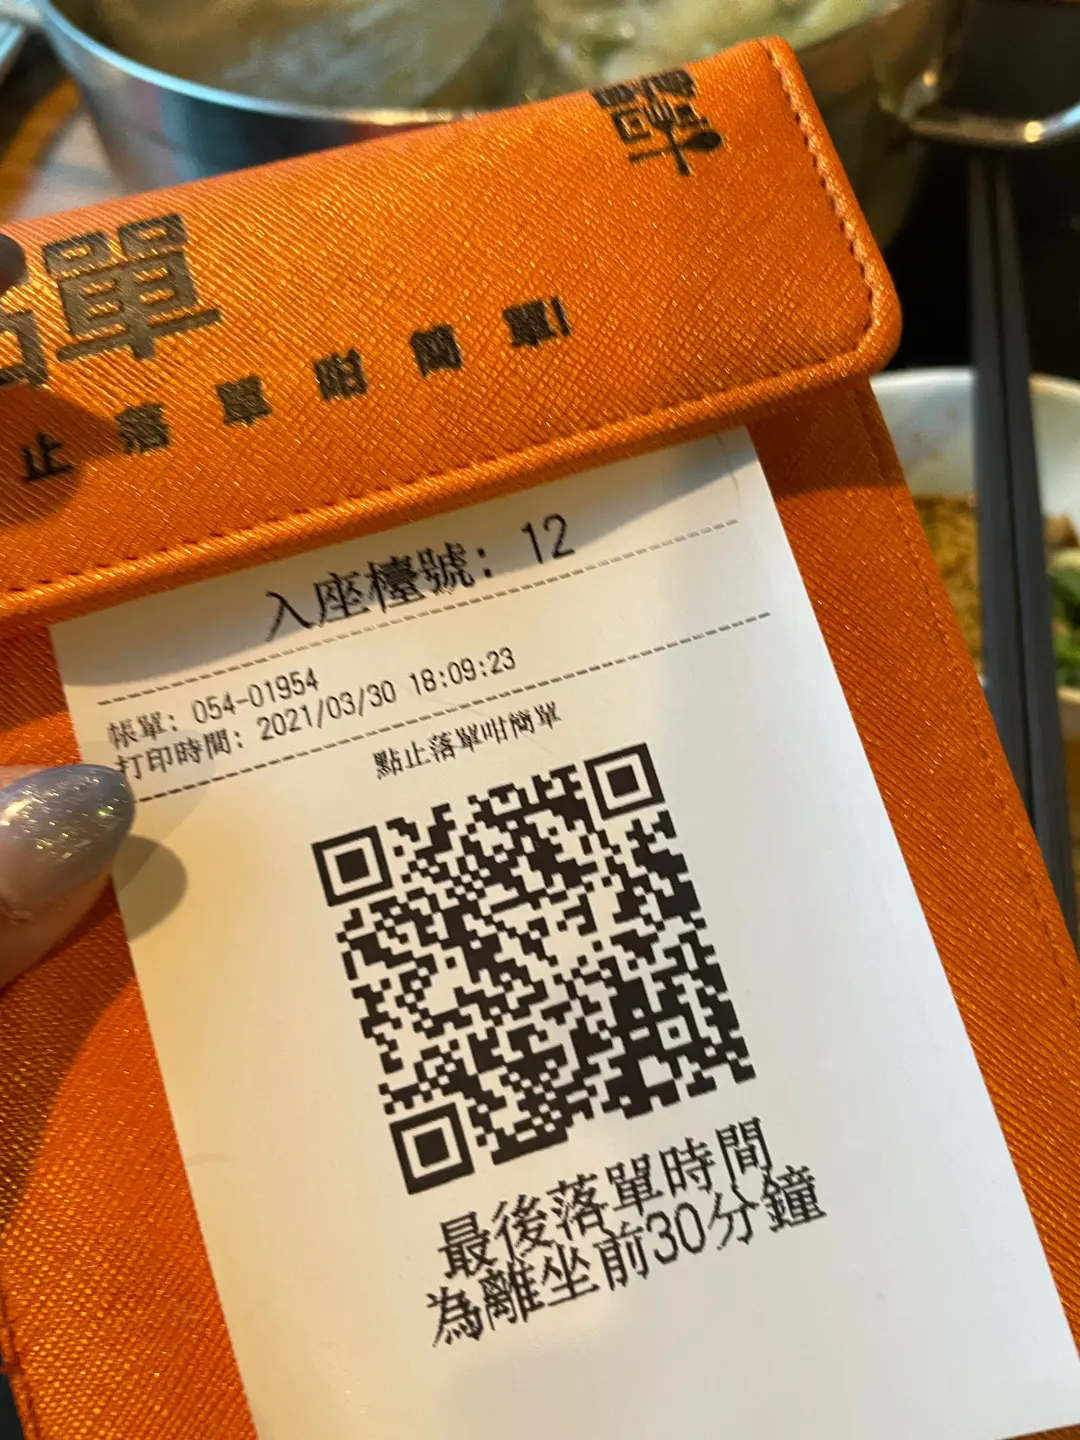 單
止落單咁簡單!
入座檯號: 12
帳單: 054-01954
打印時間: 2021/03/30 18:09:23
點止落單咁簡單
最後落單時間
為離坐前30分鐘